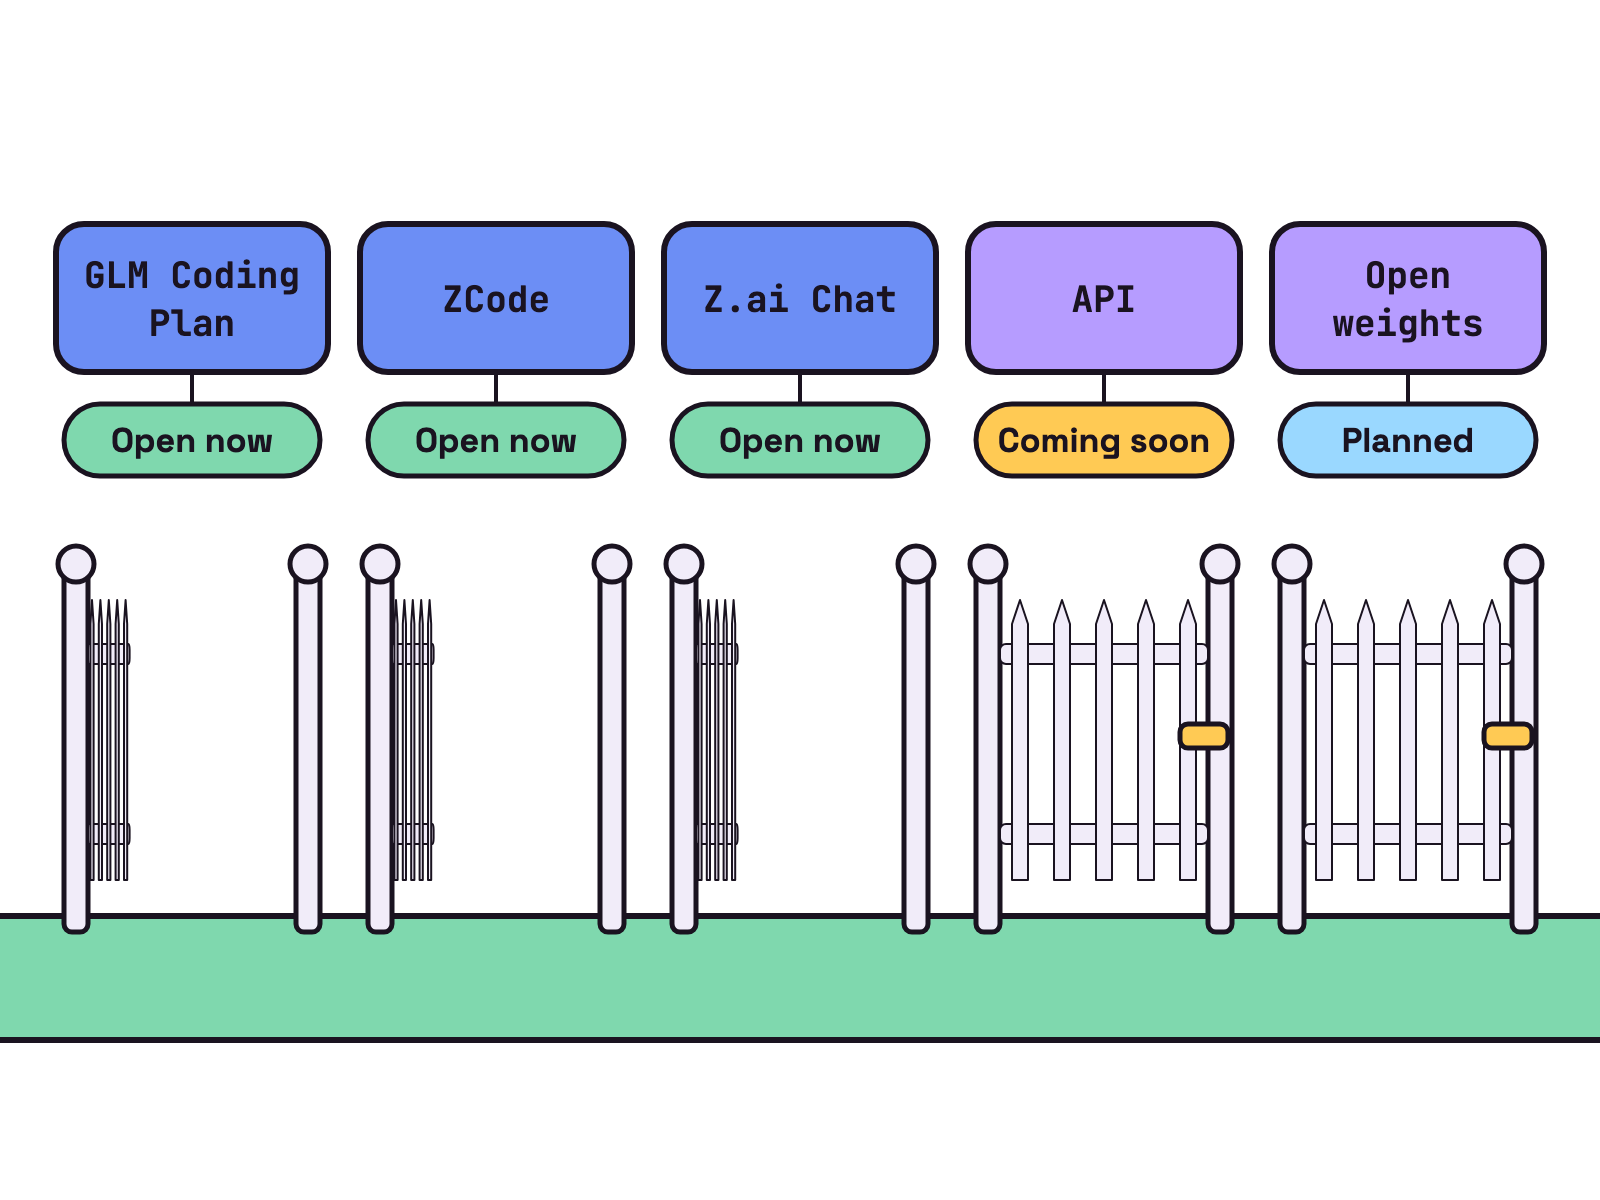 GLM Coding
Plan
ZCode
Z.ai Chat
API
Open
weights
Open now
Open now
Open now
Coming soon
Planned